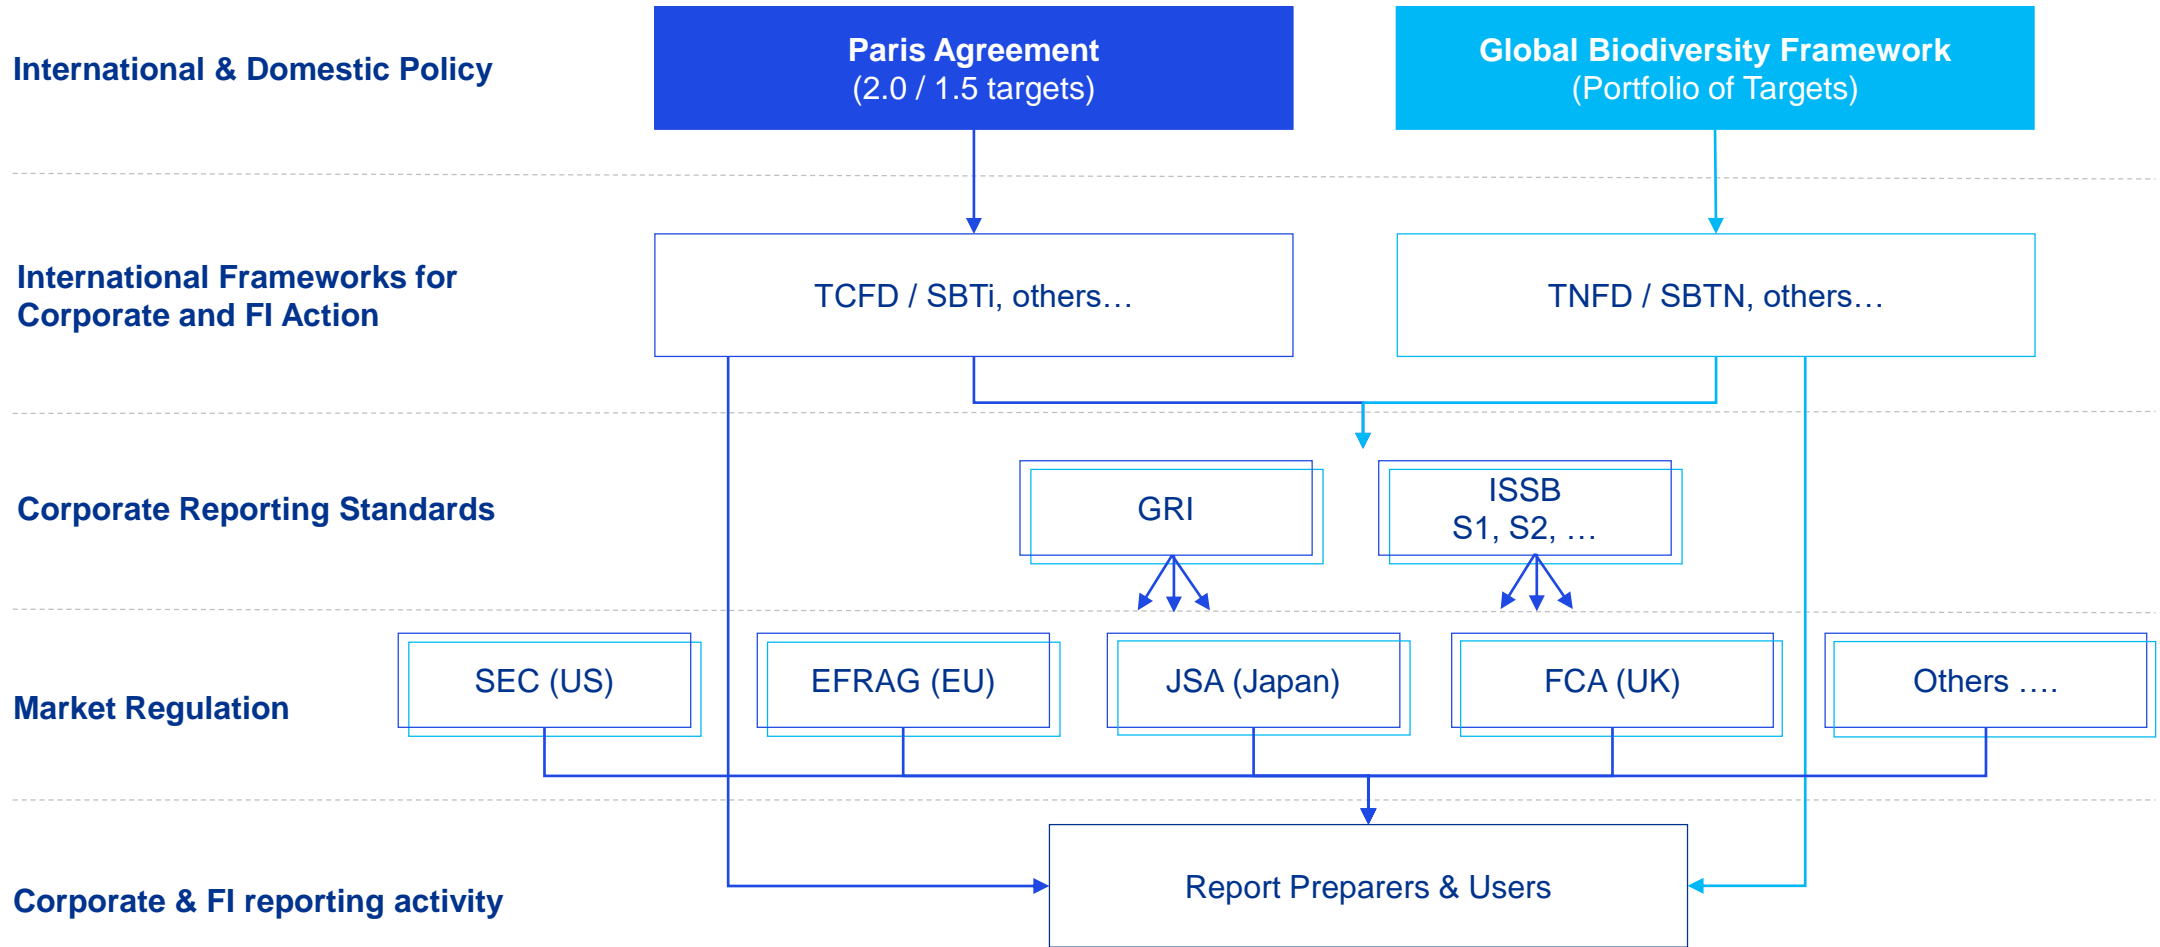 International & Domestic Policy
Paris Agreement
(2.0 / 1.5 targets)
Global Biodiversity Framework
(Portfolio of Targets)
International Frameworks for
Corporate and FI Action
TCFD / SBTi, others…
TNFD / SBTN, others…
Corporate Reporting Standards
GRI
ISSB
S1, S2, …
Market Regulation
SEC (US)
EFRAG (EU)
JSA (Japan)
FCA (UK)
Others ….
Corporate & FI reporting activity
Report Preparers & Users